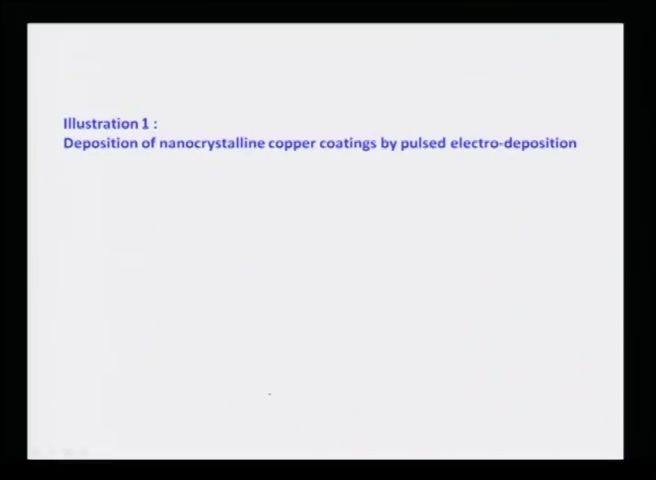 Illustration 1 :
Deposition of nanocrystalline copper coatings by pulsed electro-deposition